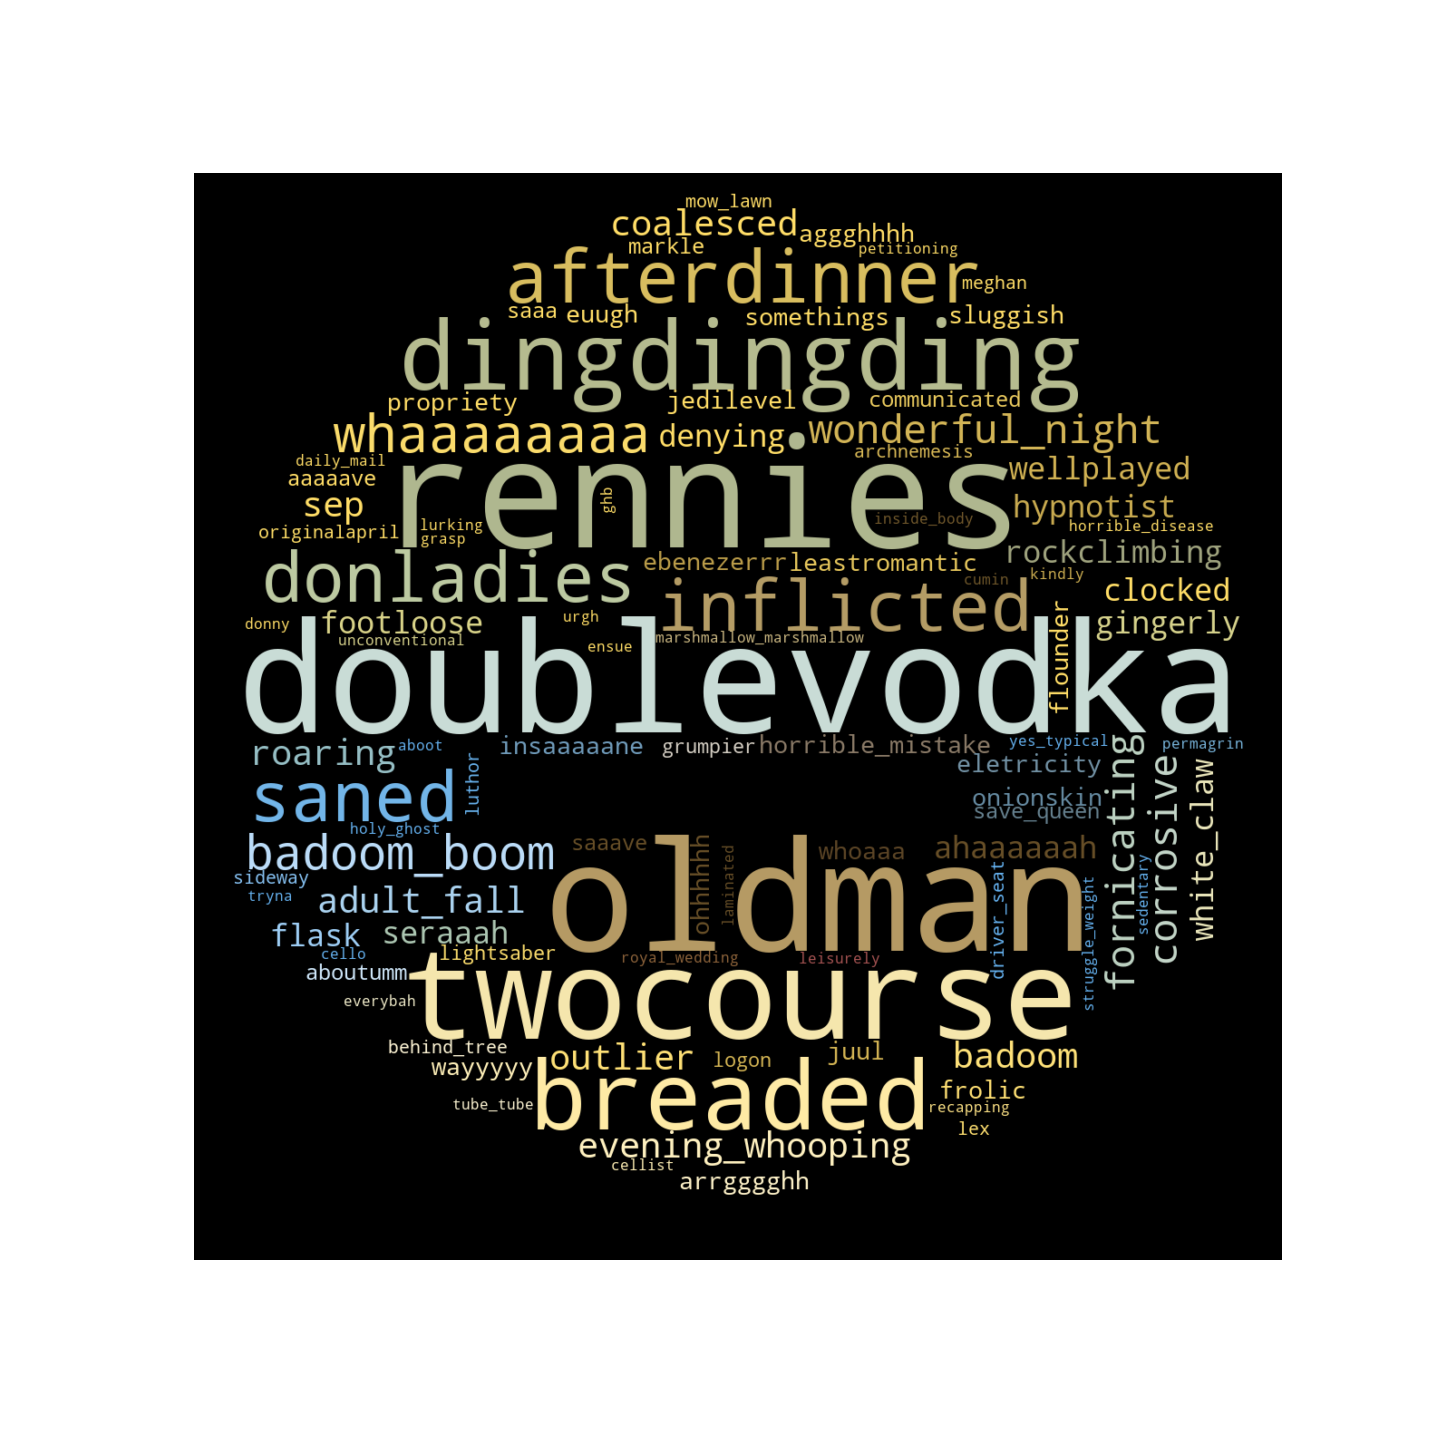 mow_lawn
coalesced
aggghhhh
markle
petitioning
afterdinner
meghan
saaa
euugh
somethings
sluggish
dingdingding
propriety
jedilevel
communicated
whaaaaaaaa
denying
wonderful_night
archnemesis
daily_mail
aaaaave
rennies
wellplayed
sep
ghb
hypnotist
originalapril
lurking
grasp
inside_body
horrible_disease
donladies
ebenezerrr
leastromantic
rockclimbing
kindly
cumin
inflicted
clocked
donny
footloose
urgh
gingerly
unconventional
ensue
marshmallow_marshmallow
flounder
doublevodka
roaring
aboot
insaaaaane
grumpier
horrible_mistake
yes_typical
permagrin
eletricity
saned
luthor
onionskin
save_queen
fornicating
corrosive
white_claw
holy_ghost
badoom_boom
saaave
ohhhhhh
laminated
whoaaa
ahaaaaaah
sideway
tryna
adult_fall
oldman
driver_seat
struggle_weight
sedentary
flask
seraaah
cello
lightsaber
aboutumm
royal_wedding
leisurely
everybah
twocourse
behind_tree
wayyyyy
outlier
logon
juul
badoom
tube_tube
breaded
frolic
recapping
lex
evening_whooping
cellist
arrgggghh